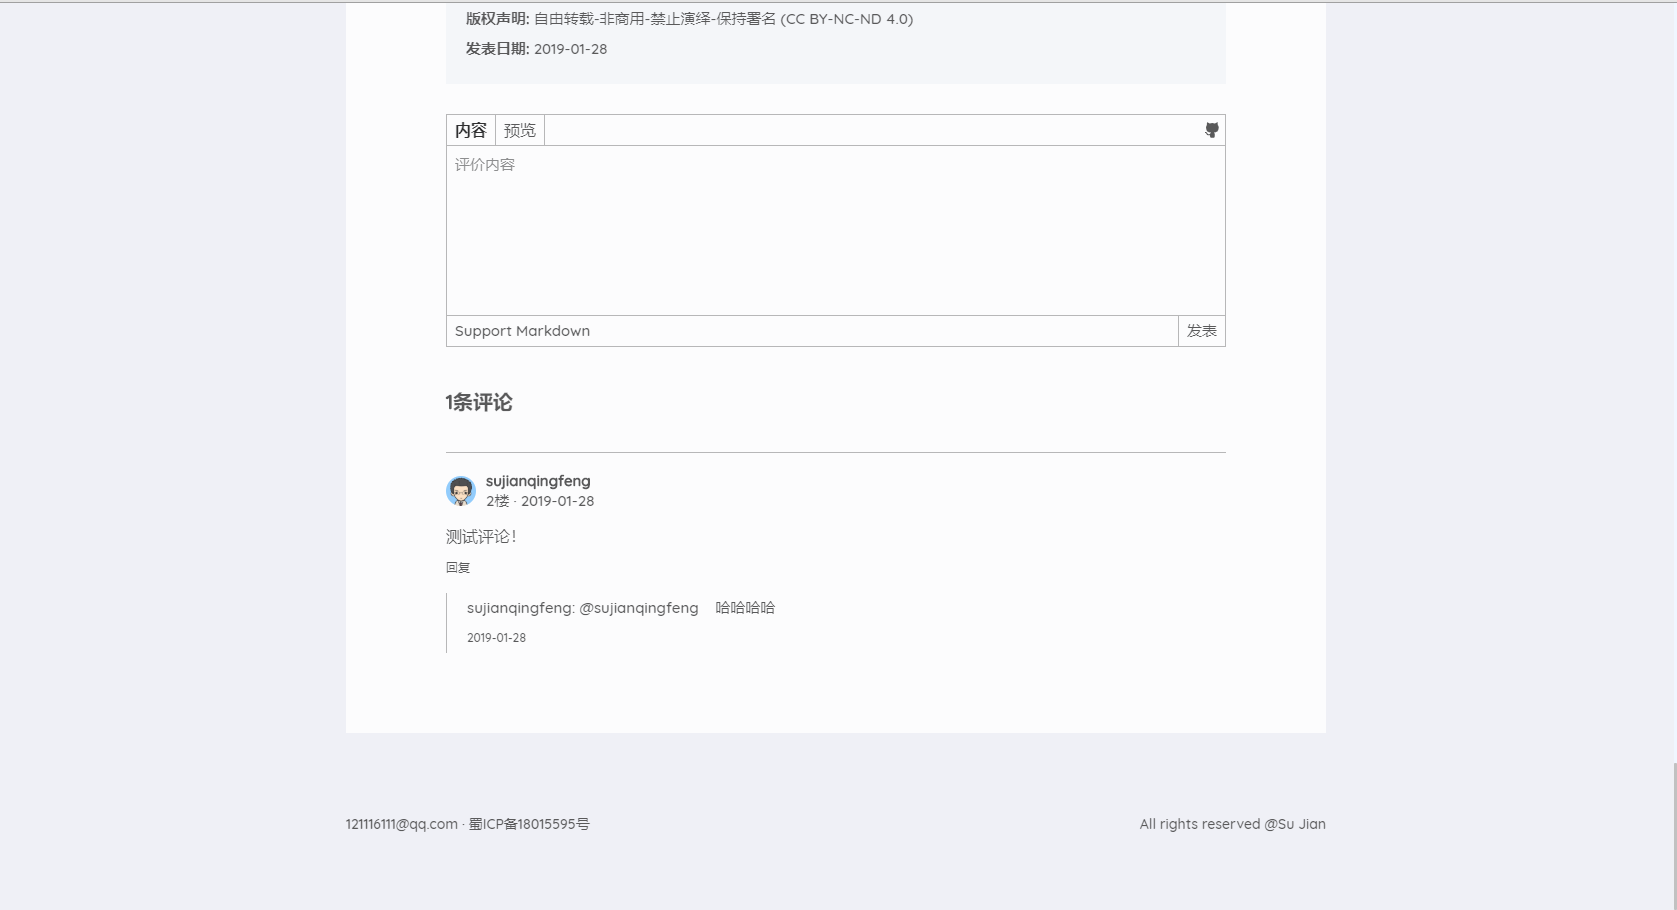 版权声明: 自由转载-非商用-禁止演绎-保持署名 (CC BY-NC-ND 4.0)
发表日期: 2019-01-28
内容 预览
评价内容
Support Markdown 发表
1条评论
sujianqingfeng
2楼 · 2019-01-28
测试评论！
回复
sujianqingfeng: @sujianqingfeng 哈哈哈哈
2019-01-28
121116111@qq.com · 蜀ICP备18015595号 All rights reserved @Su Jian